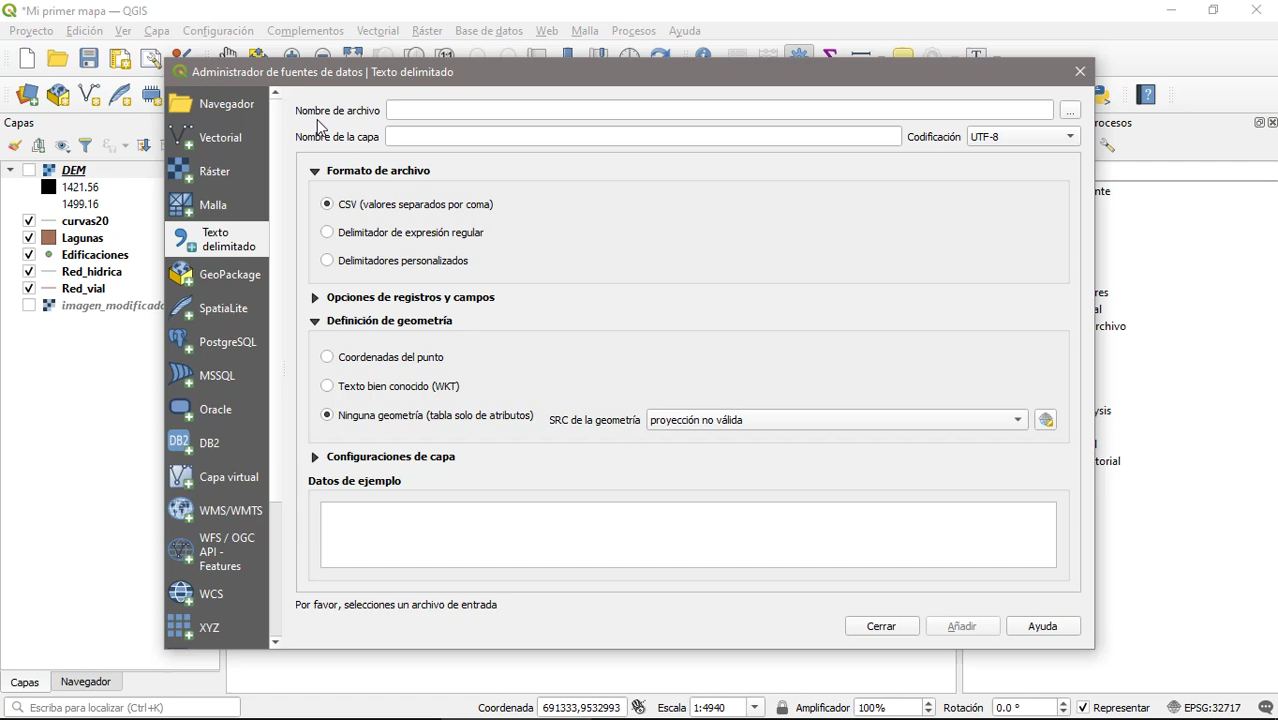 *Mi primer mapa — QGIS
Proyecto Edición Ver Capa Configuración Complementos Vectorial Ráster Base de datos Web Malla Procesos Ayuda
Administrador de fuentes de datos | Texto delimitado
Capas
Navegador
Vectorial
Ráster
Malla
Texto
delimitado
GeoPackage
SpatiaLite
PostgreSQL
MSSQL
Oracle
DB2
Capa virtual
WMS/WMTS
WFS / OGC
API -
Features
WCS
XYZ
DEM
1421.56
1499.16
curvas20
Lagunas
Edificaciones
Red_hidrica
Red_vial
imagen_modificado
Nombre de archivo
...
Nombre de la capa
Codificación UTF-8
Formato de archivo
CSV (valores separados por coma)
Delimitador de expresión regular
Delimitadores personalizados
Opciones de registros y campos
Definición de geometría
Coordenadas del punto
Texto bien conocido (WKT)
Ninguna geometría (tabla solo de atributos) SRC de la geometría proyección no válida
Configuraciones de capa
Datos de ejemplo
Por favor, selecciones un archivo de entrada
Cerrar Añadir Ayuda
rocesos
nte
res
al
rchivo
ysis
l
torial
Capas Navegador
Escriba para localizar (Ctrl+K) Coordenada 691333,9532993 Escala 1:4940 Amplificador 100% Rotación 0.0 ° Representar EPSG:32717